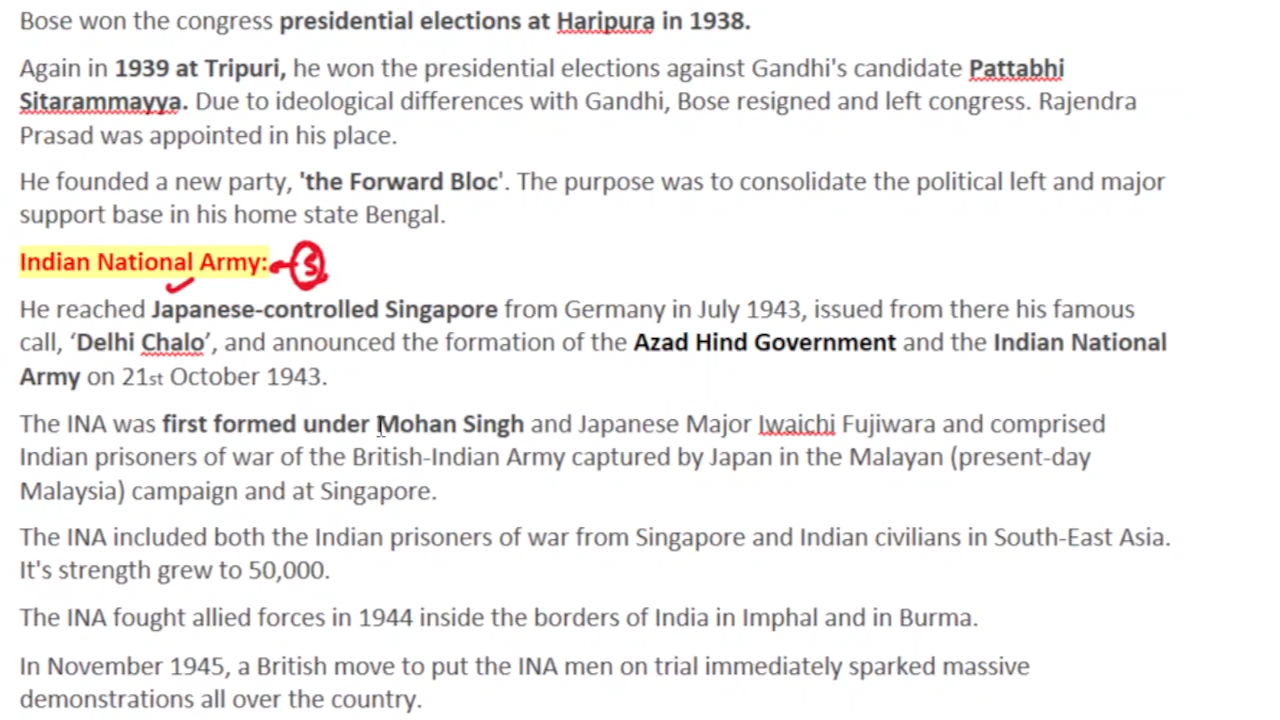 Bose won the congress presidential elections at Haripura in 1938.
Again in 1939 at Tripuri, he won the presidential elections against Gandhi's candidate Pattabhi
Sitarammayya. Due to ideological differences with Gandhi, Bose resigned and left congress. Rajendra
Prasad was appointed in his place.
He founded a new party, 'the Forward Bloc'. The purpose was to consolidate the political left and major
support base in his home state Bengal.
Indian National Army:
He reached Japanese-controlled Singapore from Germany in July 1943, issued from there his famous
call, ‘Delhi Chalo’, and announced the formation of the Azad Hind Government and the Indian National
Army on 21st October 1943.
The INA was first formed under Mohan Singh and Japanese Major Iwaichi Fujiwara and comprised
Indian prisoners of war of the British-Indian Army captured by Japan in the Malayan (present-day
Malaysia) campaign and at Singapore.
The INA included both the Indian prisoners of war from Singapore and Indian civilians in South-East Asia.
It's strength grew to 50,000.
The INA fought allied forces in 1944 inside the borders of India in Imphal and in Burma.
In November 1945, a British move to put the INA men on trial immediately sparked massive
demonstrations all over the country.